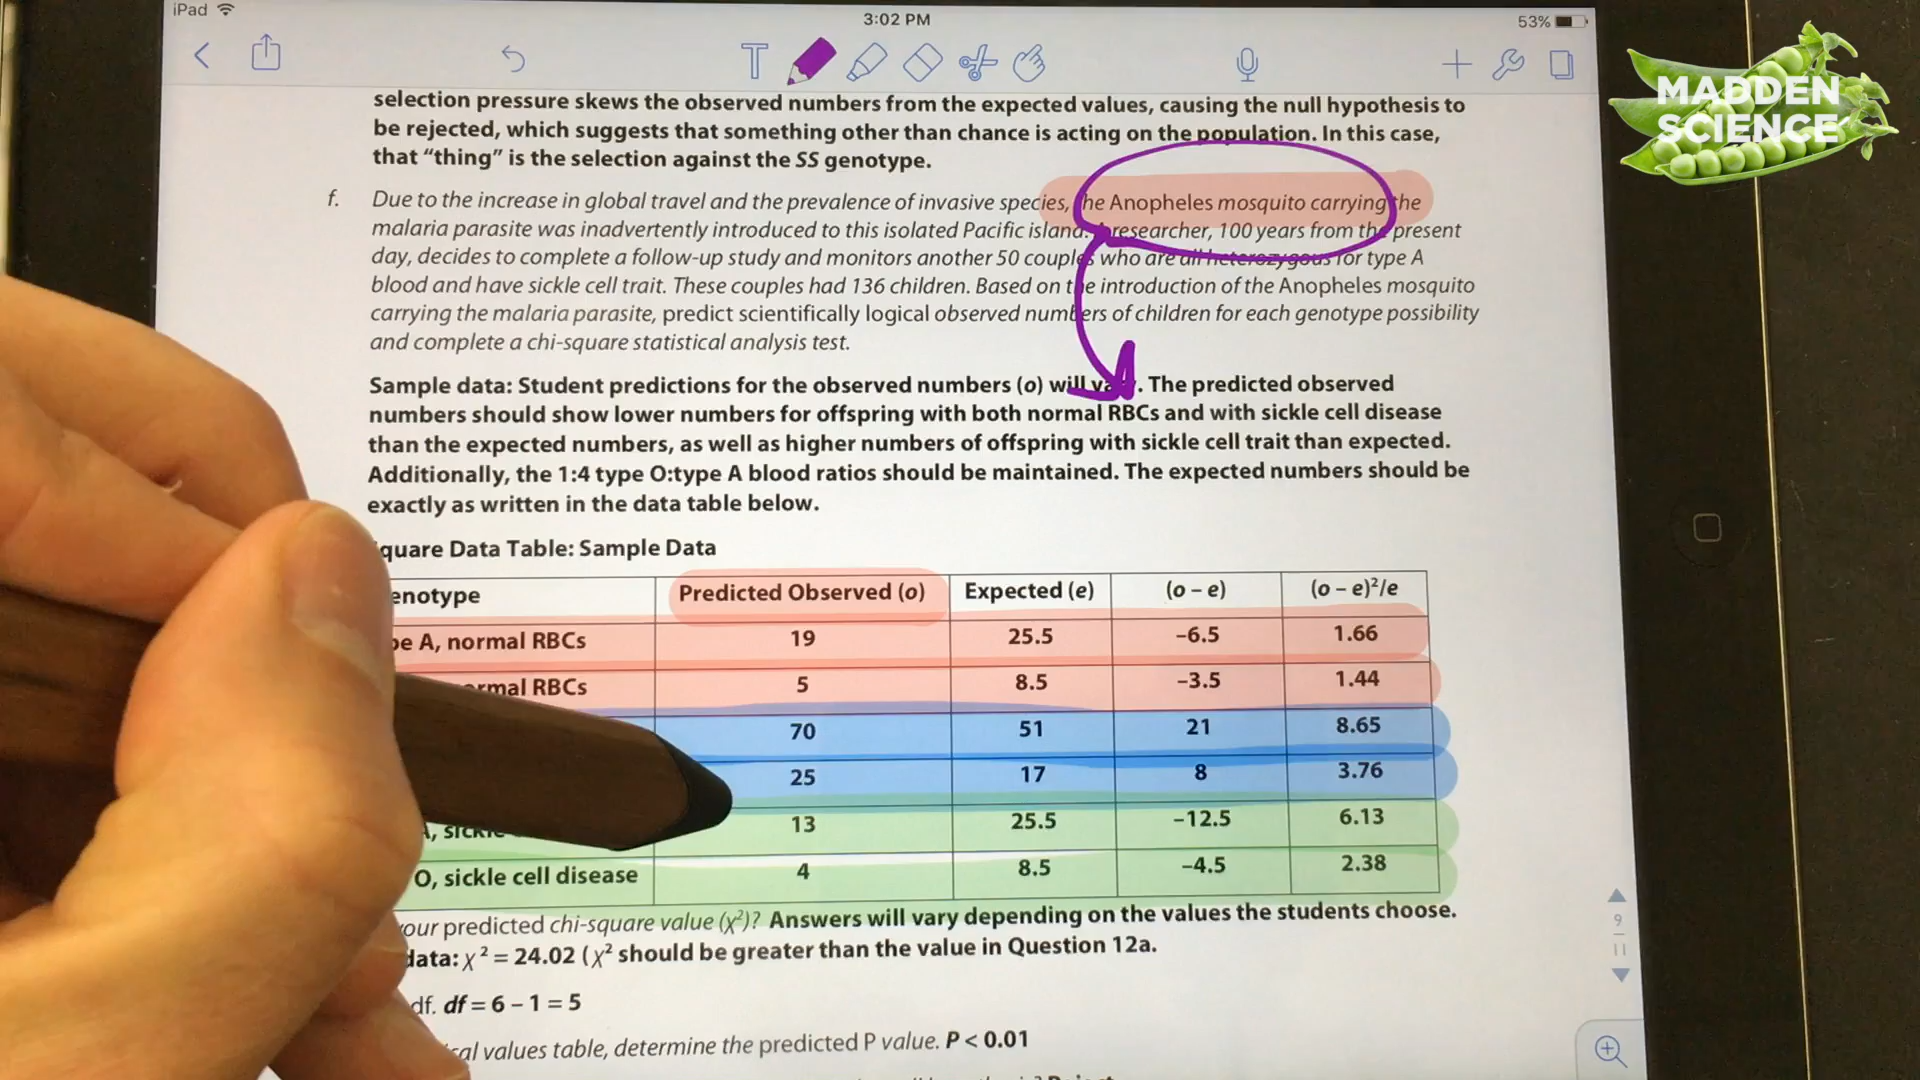 iPad
3:02 PM
53%
MADDEN
SCIENCE
selection pressure skews the observed numbers from the expected values, causing the null hypothesis to
be rejected, which suggests that something other than chance is acting on the population. In this case,
that “thing” is the selection against the SS genotype.
f. Due to the increase in global travel and the prevalence of invasive species, the Anopheles mosquito carrying the
malaria parasite was inadvertently introduced to this isolated Pacific island. A researcher, 100 years from the present
day, decides to complete a follow-up study and monitors another 50 couples who are all heterozygous for type A
blood and have sickle cell trait. These couples had 136 children. Based on the introduction of the Anopheles mosquito
carrying the malaria parasite, predict scientifically logical observed numbers of children for each genotype possibility
and complete a chi-square statistical analysis test.
Sample data: Student predictions for the observed numbers (o) will vary. The predicted observed
numbers should show lower numbers for offspring with both normal RBCs and with sickle cell disease
than the expected numbers, as well as higher numbers of offspring with sickle cell trait than expected.
Additionally, the 1:4 type O:type A blood ratios should be maintained. The expected numbers should be
exactly as written in the data table below.
quare Data Table: Sample Data
enotype Predicted Observed (o) Expected (e) (o – e) (o – e)²/e
pe A, normal RBCs 19 25.5 –6.5 1.66
rmal RBCs 5 8.5 –3.5 1.44
70 51 21 8.65
25 17 8 3.76
A, sickle 13 25.5 –12.5 6.13
O, sickle cell disease 4 8.5 –4.5 2.38
our predicted chi-square value (χ²)? Answers will vary depending on the values the students choose.
data: χ² = 24.02 (χ² should be greater than the value in Question 12a.
df. df = 6 – 1 = 5
cal values table, determine the predicted P value. P < 0.01
9
11